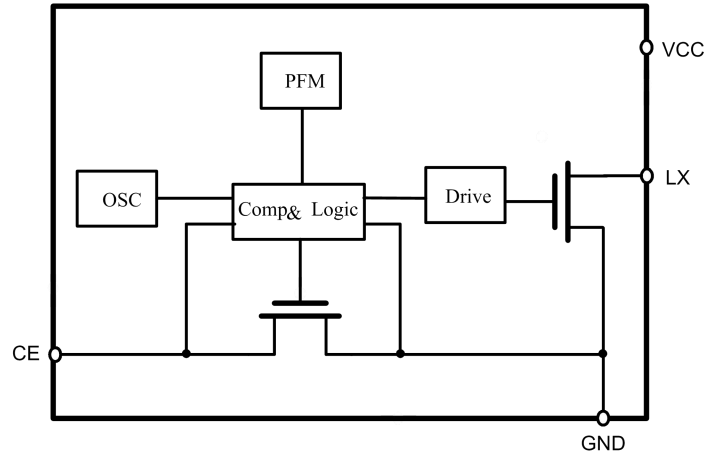 VCC
PFM
LX
OSC
Comp& Logic
Drive
CE
GND